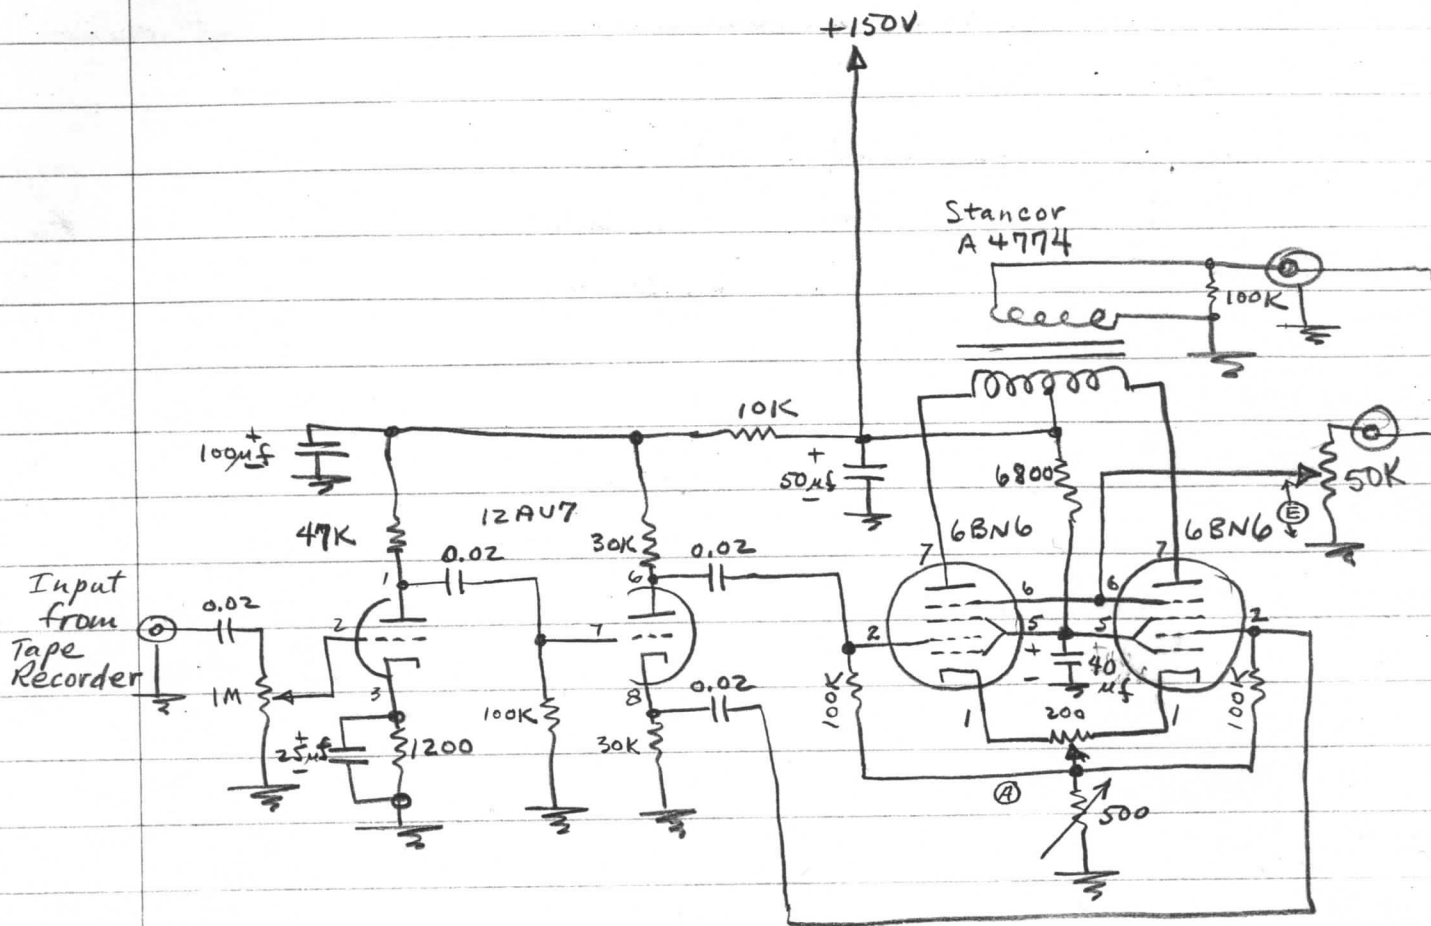 +150V
Stancor
A 4774
100K
10K
+
100µf
-
+
50µf
-
6800
50K
E
47K
12AU7
30K
0.02
0.02
6BN6
6BN6
7
7
1
6
6
6
5
5
Input
from
Tape
Recorder
0.02
2
7
2
2
+
-
+
40
µf
1M
3
100K
8
0.02
100K
1
200
1
100K
+
25µf
-
1200
30K
A
500